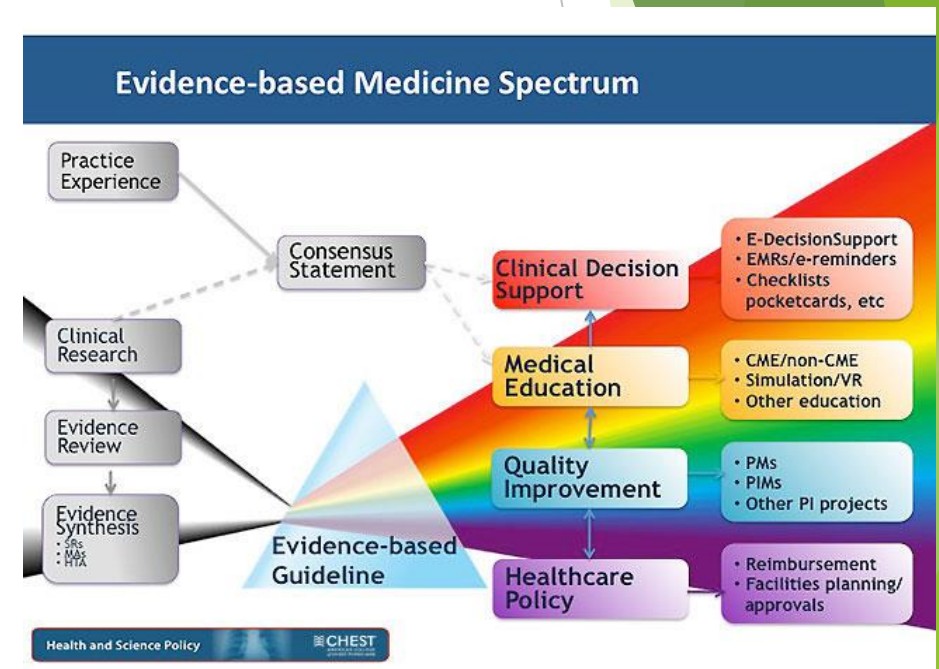 Evidence-based Medicine Spectrum
Practice
Experience
Consensus
Statement
Clinical
Research
Evidence
Review
Evidence
Synthesis
• SRs
• MAs
• HTA
Evidence-based
Guideline
Clinical Decision
Support
• E-DecisionSupport
• EMRs/e-reminders
• Checklists
pocketcards, etc
Medical
Education
• CME/non-CME
• Simulation/VR
• Other education
Quality
Improvement
• PMs
• PIMs
• Other PI projects
Healthcare
Policy
• Reimbursement
• Facilities planning/
approvals
Health and Science Policy
CHEST